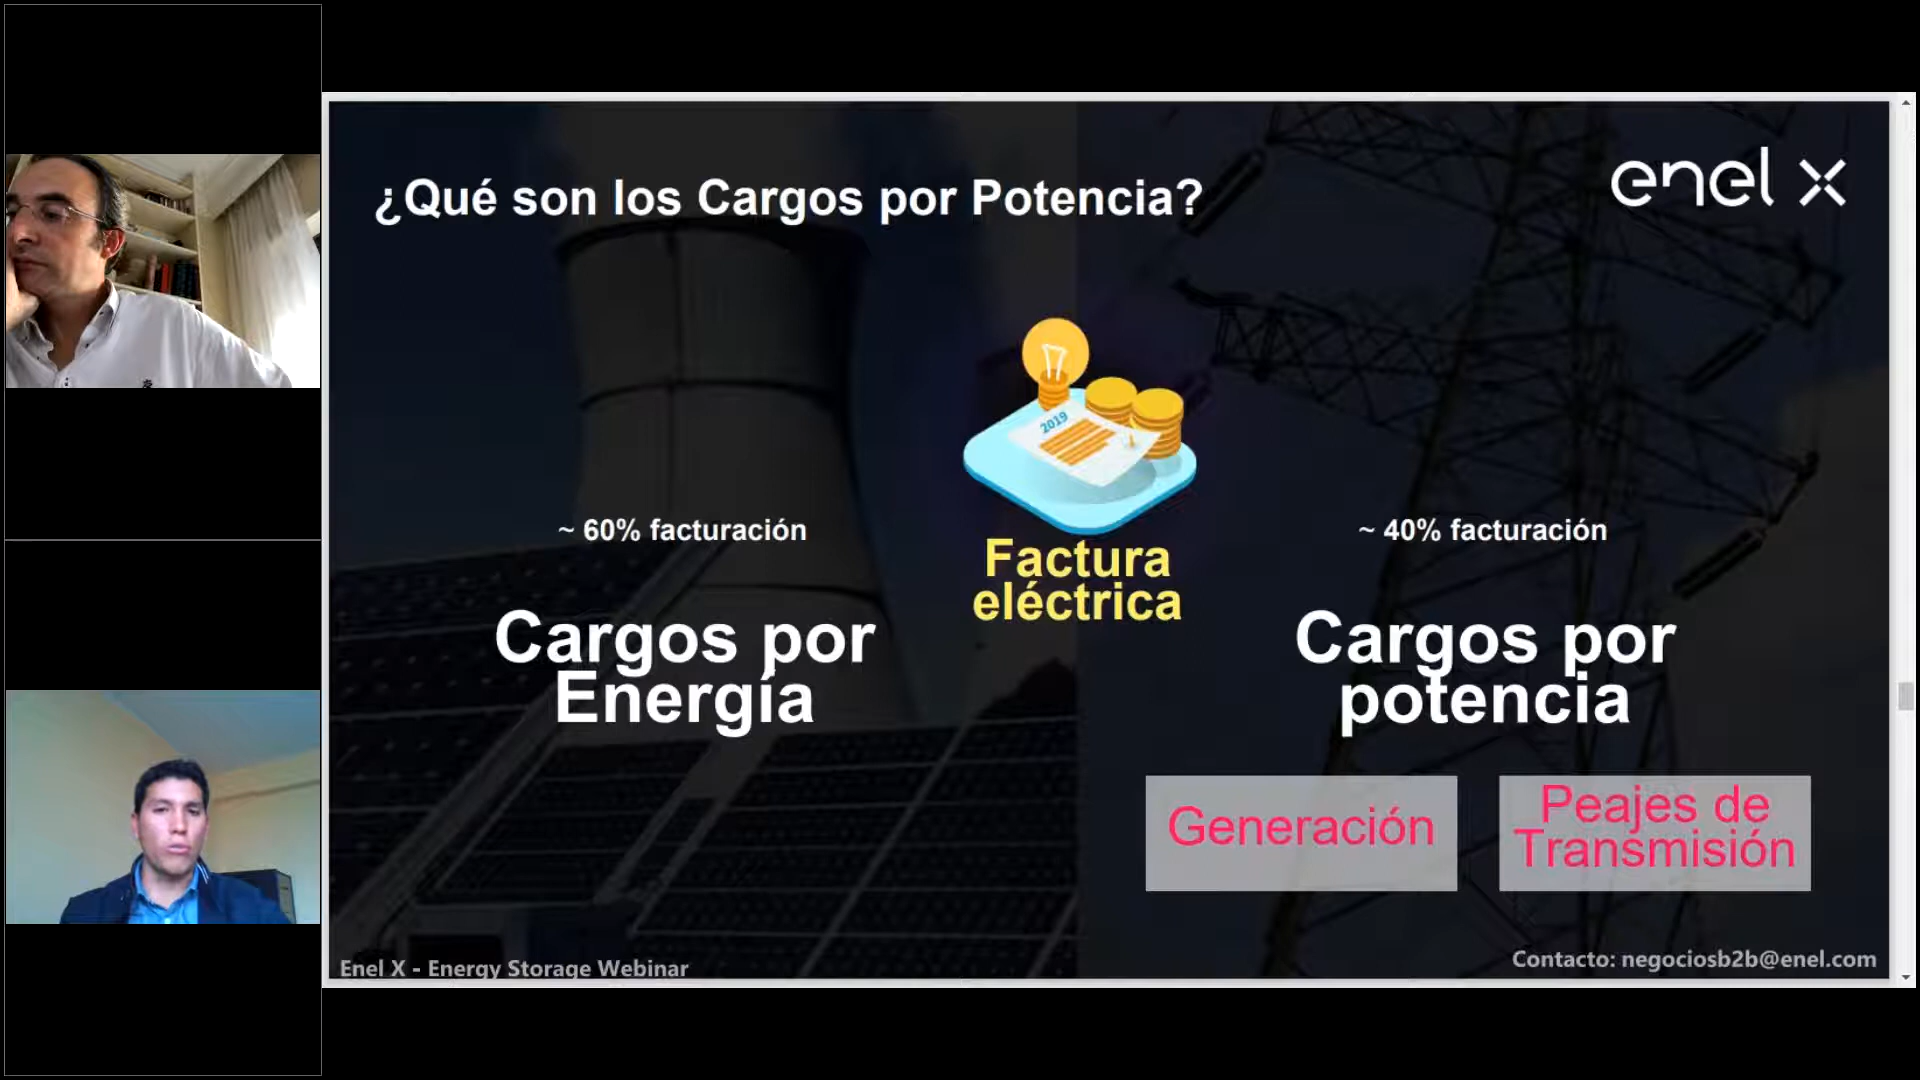 ¿Qué son los Cargos por Potencia?
enel x
2019
~ 60% facturación
~ 40% facturación
Factura
eléctrica
Cargos por
Energía
Cargos por
potencia
Generación
Peajes de
Transmisión
Enel X - Energy Storage Webinar
Contacto: negociosb2b@enel.com